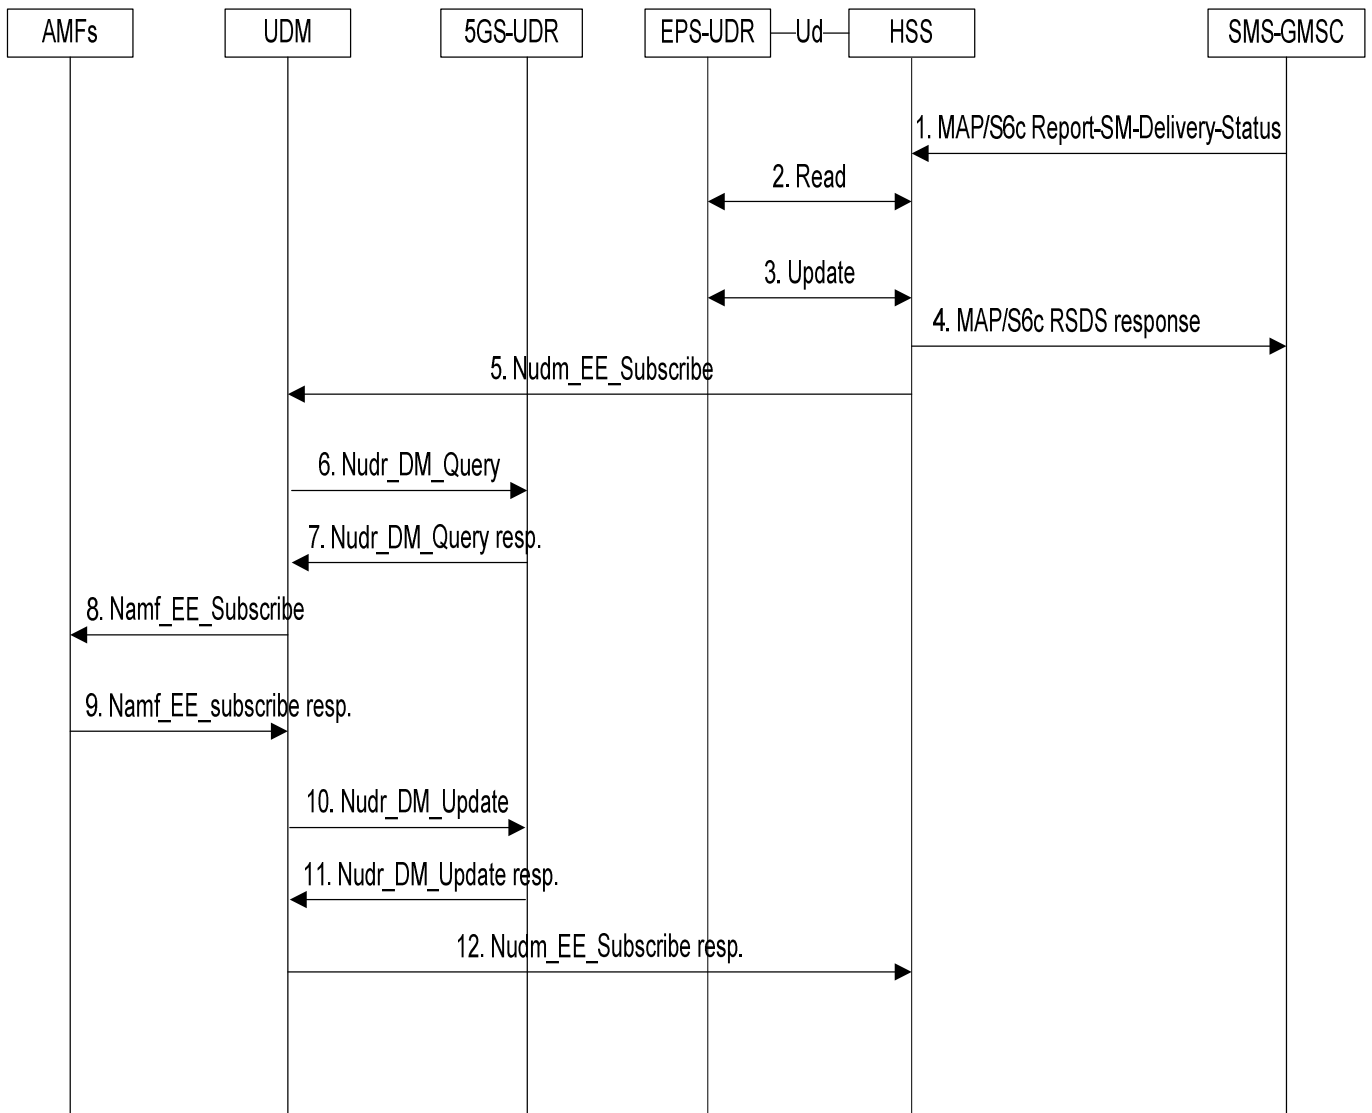 AMFs
UDM
5GS-UDR
EPS-UDR
Ud
HSS
SMS-GMSC
1. MAP/S6c Report-SM-Delivery-Status
2. Read
3. Update
4. MAP/S6c RSDS response
5. Nudm_EE_Subscribe
6. Nudr_DM_Query
7. Nudr_DM_Query resp.
8. Namf_EE_Subscribe
9. Namf_EE_subscribe resp.
10. Nudr_DM_Update
11. Nudr_DM_Update resp.
12. Nudm_EE_Subscribe resp.